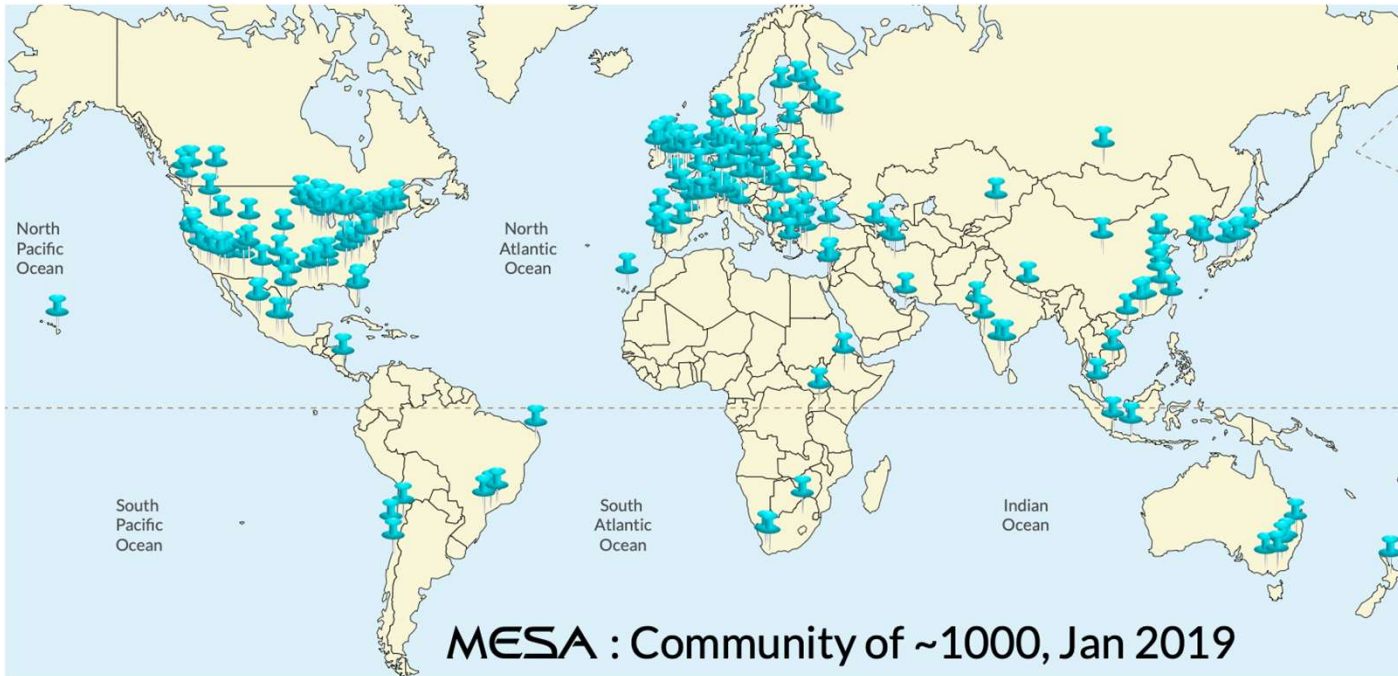 North
Pacific
Ocean
North
Atlantic
Ocean
South
Pacific
Ocean
South
Atlantic
Ocean
Indian
Ocean
MESA : Community of ~1000, Jan 2019